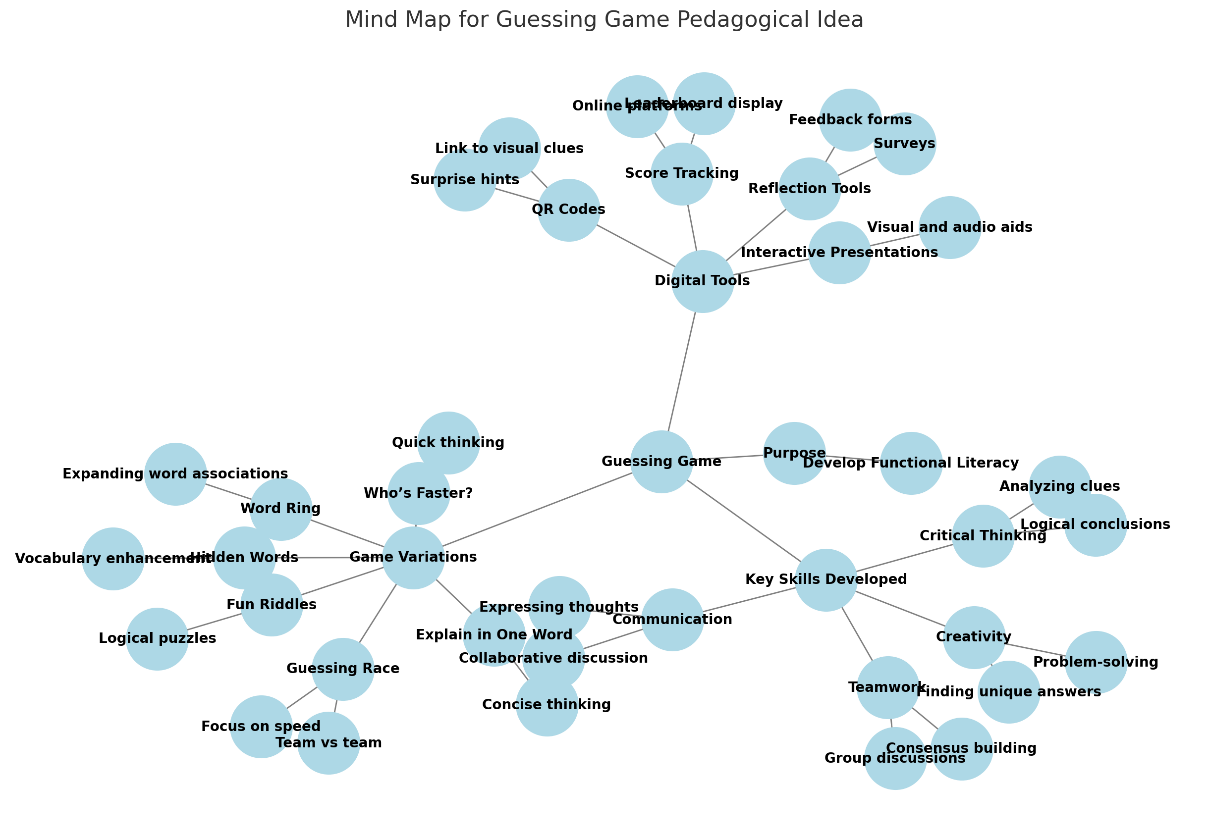 Mind Map for Guessing Game Pedagogical Idea
Online platforms
Leaderboard display
Feedback forms
Surveys
Link to visual clues
Surprise hints
Score Tracking
Reflection Tools
QR Codes
Visual and audio aids
Interactive Presentations
Digital Tools
Quick thinking
Guessing Game
Purpose
Develop Functional Literacy
Expanding word associations
Who’s Faster?
Analyzing clues
Word Ring
Logical conclusions
Critical Thinking
Vocabulary enhancement
Hidden Words
Game Variations
Key Skills Developed
Fun Riddles
Expressing thoughts
Communication
Logical puzzles
Explain in One Word
Creativity
Guessing Race
Collaborative discussion
Problem-solving
Teamwork
Finding unique answers
Concise thinking
Focus on speed
Team vs team
Consensus building
Group discussions